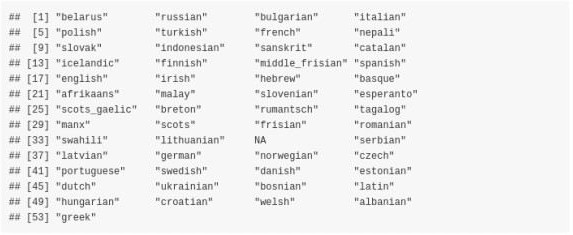 ##  [1] "belarus"        "russian"        "bulgarian"      "italian"
##  [5] "polish"         "turkish"        "french"         "nepali"
##  [9] "slovak"         "indonesian"     "sanskrit"       "catalan"
## [13] "icelandic"      "finnish"        "middle_frisian" "spanish"
## [17] "english"        "irish"          "hebrew"         "basque"
## [21] "afrikaans"      "malay"          "slovenian"      "esperanto"
## [25] "scots_gaelic"   "breton"         "rumantsch"      "tagalog"
## [29] "manx"           "scots"          "frisian"        "romanian"
## [33] "swahili"        "lithuanian"     NA               "serbian"
## [37] "latvian"        "german"         "norwegian"      "czech"
## [41] "portuguese"     "swedish"        "danish"         "estonian"
## [45] "dutch"          "ukrainian"      "bosnian"        "latin"
## [49] "hungarian"      "croatian"       "welsh"          "albanian"
## [53] "greek"